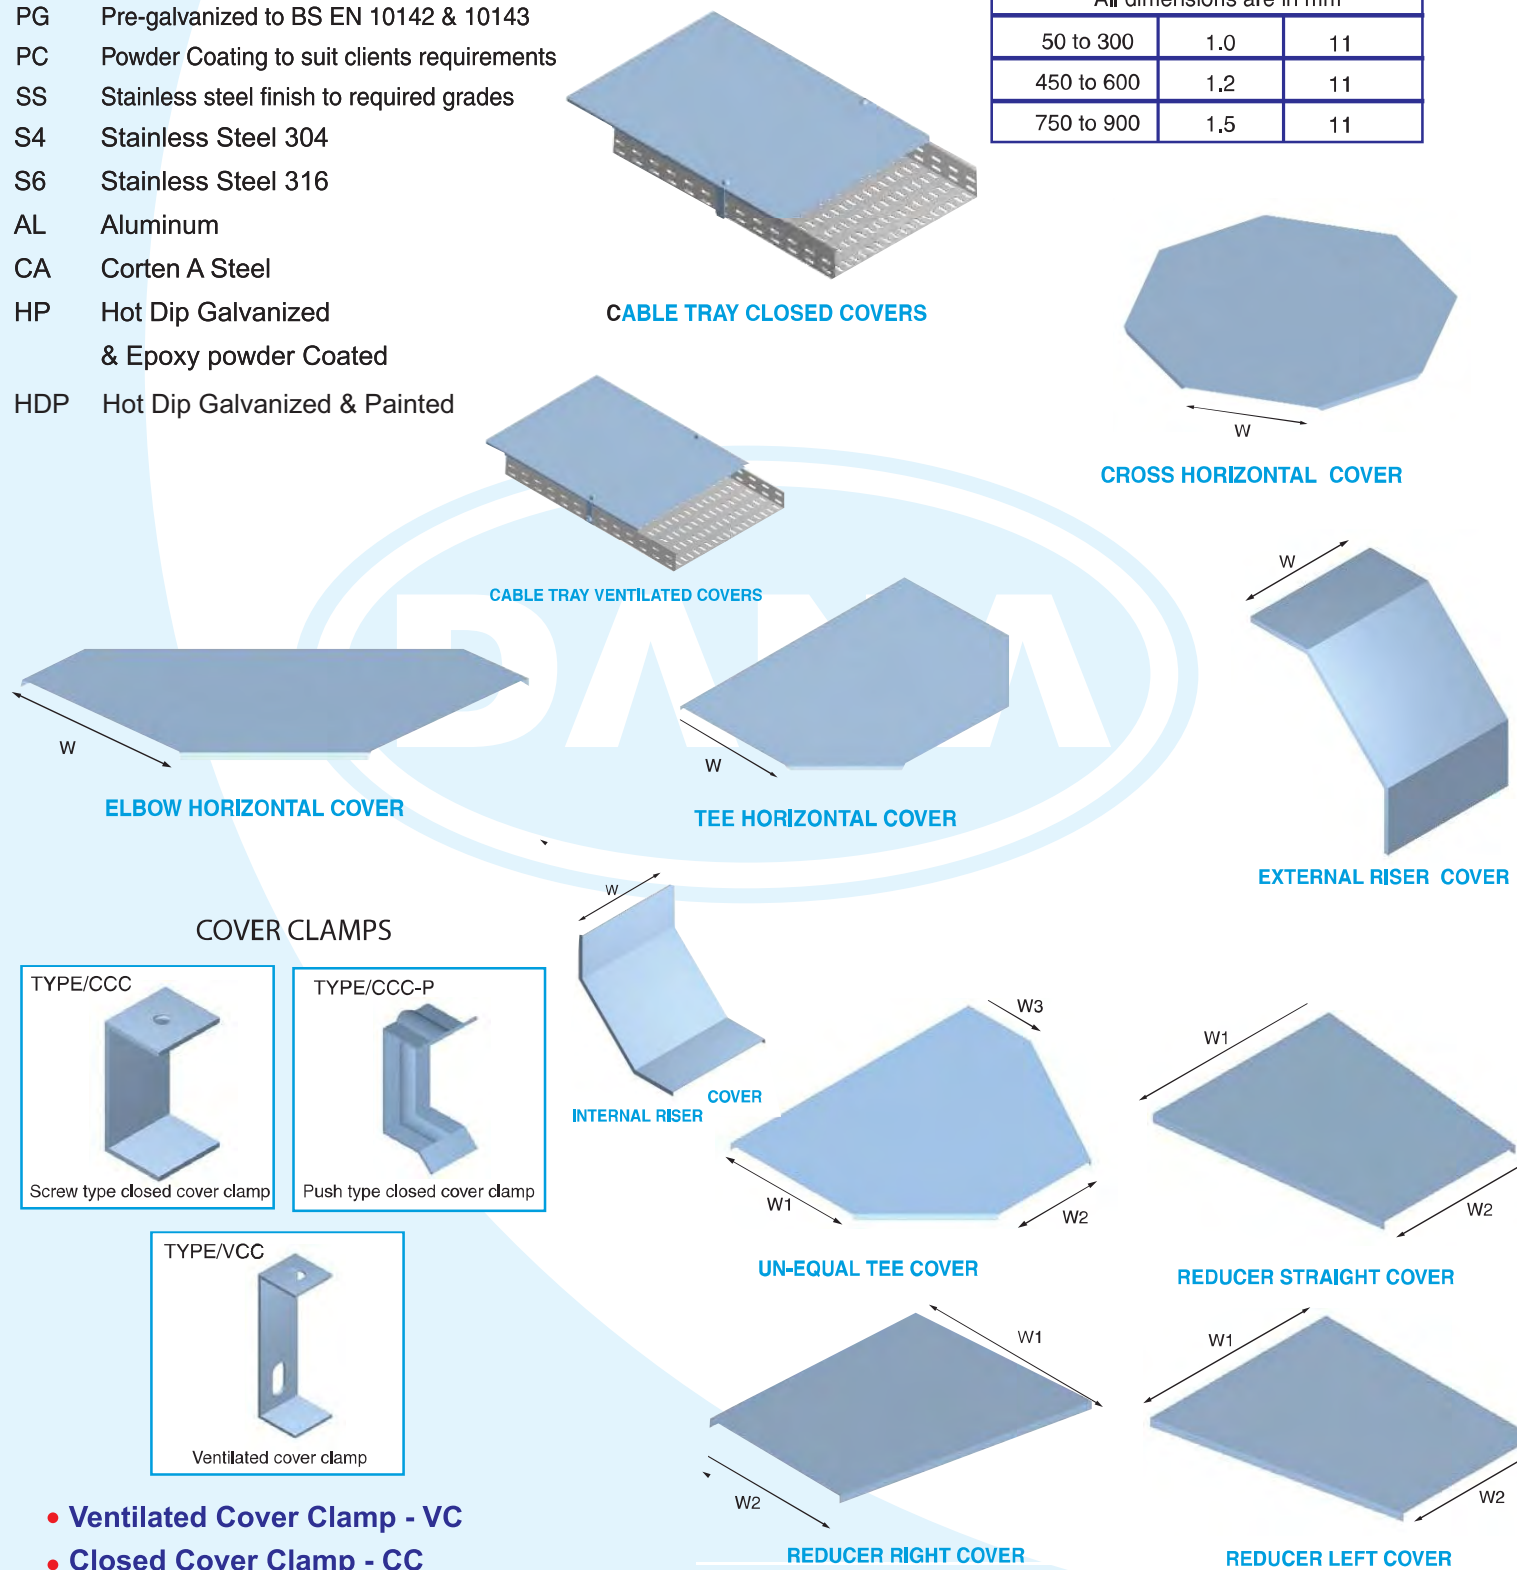 PG Pre-galvanized to BS EN 10142 & 10143
PC Powder Coating to suit clients requirements
SS Stainless steel finish to required grades
S4 Stainless Steel 304
S6 Stainless Steel 316
AL Aluminum
CA Corten A Steel
HP Hot Dip Galvanized
& Epoxy powder Coated
HDP Hot Dip Galvanized & Painted
All dimensions are in mm
50 to 300 1.0 11
450 to 600 1.2 11
750 to 900 1.5 11
CABLE TRAY CLOSED COVERS
W
CROSS HORIZONTAL COVER
CABLE TRAY VENTILATED COVERS
DANA
W
ELBOW HORIZONTAL COVER
W
TEE HORIZONTAL COVER
W
EXTERNAL RISER COVER
COVER CLAMPS
TYPE/CCC
Screw type closed cover clamp
TYPE/CCC-P
Push type closed cover clamp
TYPE/VCC
Ventilated cover clamp
W
COVER
INTERNAL RISER
W3
W1
W2
UN-EQUAL TEE COVER
W1
W2
REDUCER STRAIGHT COVER
W1
W2
REDUCER RIGHT COVER
W1
W2
REDUCER LEFT COVER
• Ventilated Cover Clamp - VC
• Closed Cover Clamp - CC